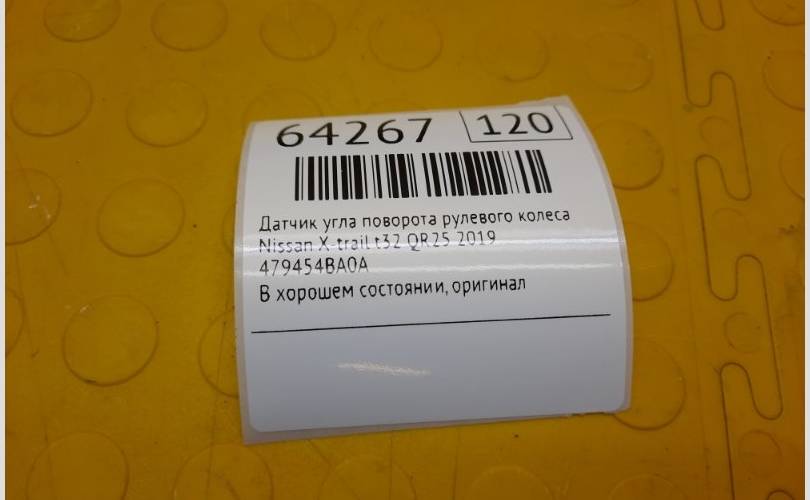 64267 120
Датчик угла поворота рулевого колеса
Nissan X-trail t32 QR25 2019
479454BA0A
В хорошем состоянии, оригинал